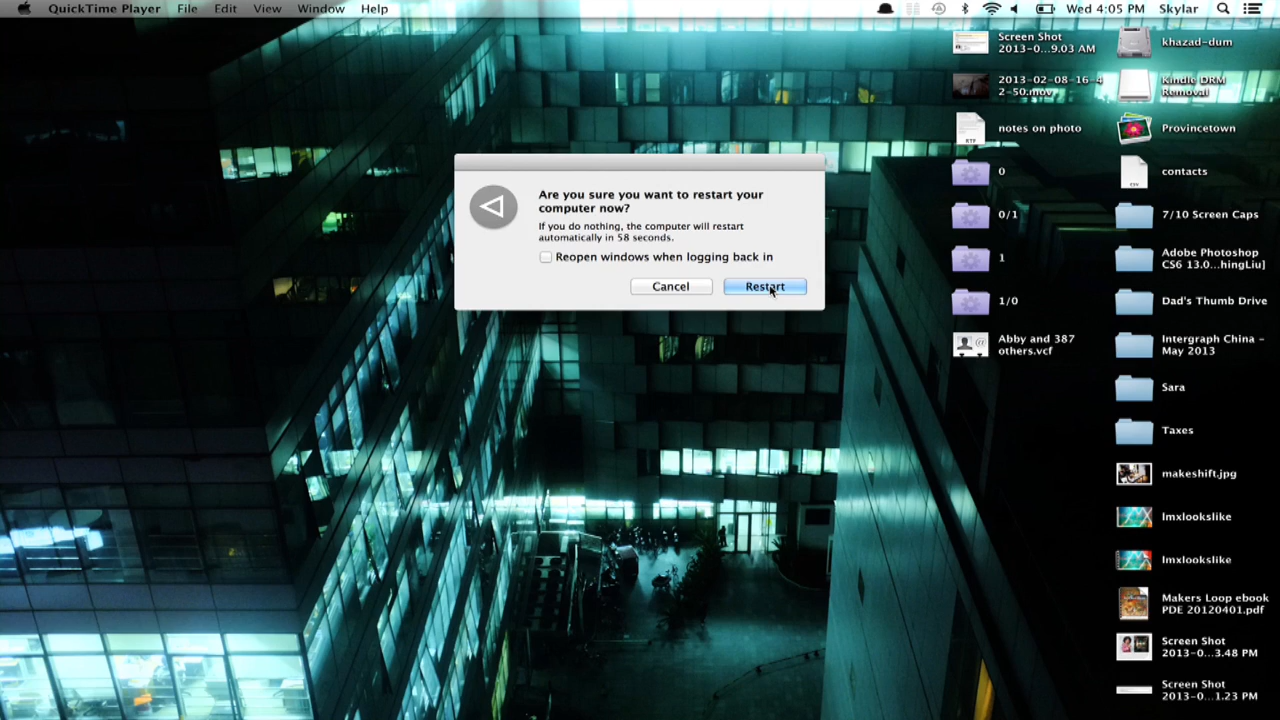 QuickTime Player File Edit View Window Help Wed 4:05 PM Skylar
Are you sure you want to restart your
computer now?
If you do nothing, the computer will restart
automatically in 58 seconds.
Reopen windows when logging back in
Cancel Restart
Screen Shot
2013-0...9.03 AM
2013-02-08-16-4
2-50.mov
notes on photo
RTF
0
0/1
1
1/0
Abby and 387
others.vcf
khazad-dum
Kindle DRM
Removal
Provincetown
contacts
CSV
7/10 Screen Caps
Adobe Photoshop
CS6 13.0...hingLiu]
Dad's Thumb Drive
Intergraph China –
May 2013
Sara
Taxes
makeshift.jpg
lmxlookslike
lmxlookslike
Makers Loop ebook
PDE 20120401.pdf
Screen Shot
2013-0...3.48 PM
Screen Shot
2013-0...1.23 PM